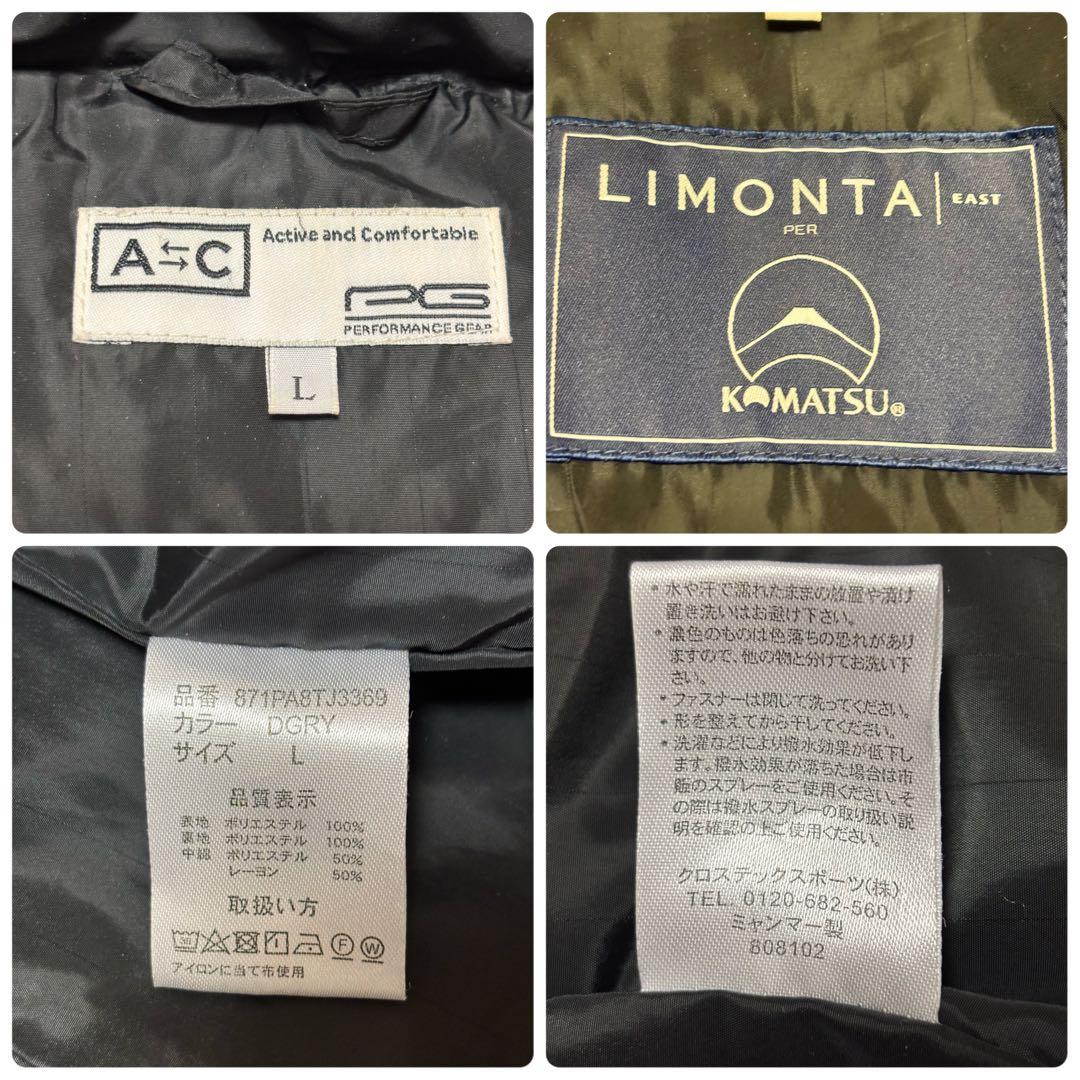 A⇆C
Active and Comfortable
PG
PERFORMANCE GEAR
L
LIMONTA EAST
PER
KOMATSU®
品番 871PA8TJ3369
カラー DGRY
サイズ L
品質表示
表地 ポリエステル 100%
裏地 ポリエステル 100%
中綿 ポリエステル 50%
レーヨン 50%
取扱い方
30
F W
アイロンに当て布使用
・水や汗で濡れたままの放置や漬け
置き洗いはお避け下さい。
・濃色のものは色落ちの恐れがあり
ますので、他の物と分けてお洗い下
さい。
・ファスナーは閉じて洗ってください。
・形を整えてから干してください。
・洗濯などにより撥水効果が低下し
ます。撥水効果が落ちた場合は市
販のスプレーをご使用ください。そ
の際は撥水スプレーの取り扱い説
明を確認の上ご使用ください。
クロステックスポーツ(株)
TEL. 0120-682-560
ミャンマー製
808102